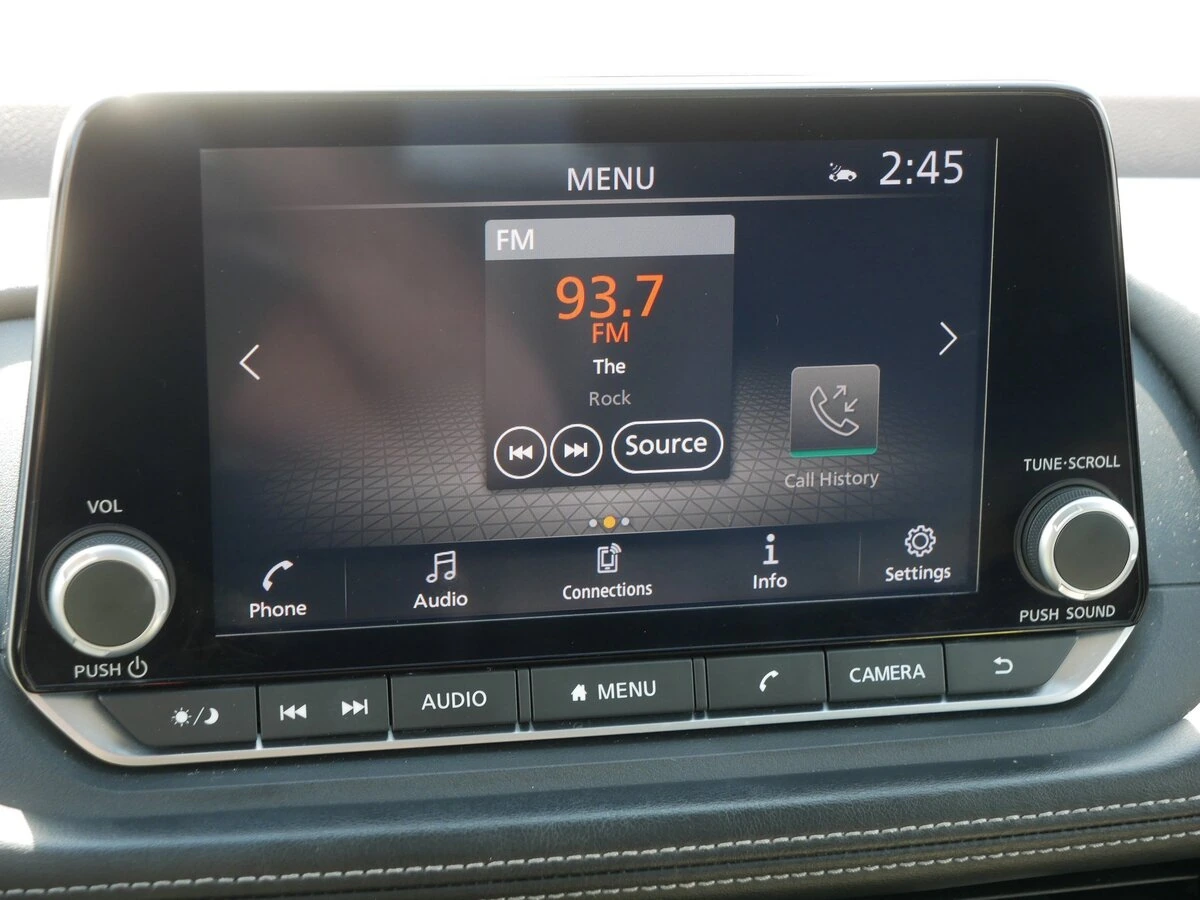 MENU
2:45
FM
93.7
FM
The
Rock
Source
Call History
Phone
Audio
Connections
Info
Settings
VOL
PUSH
TUNE·SCROLL
PUSH SOUND
AUDIO
MENU
CAMERA